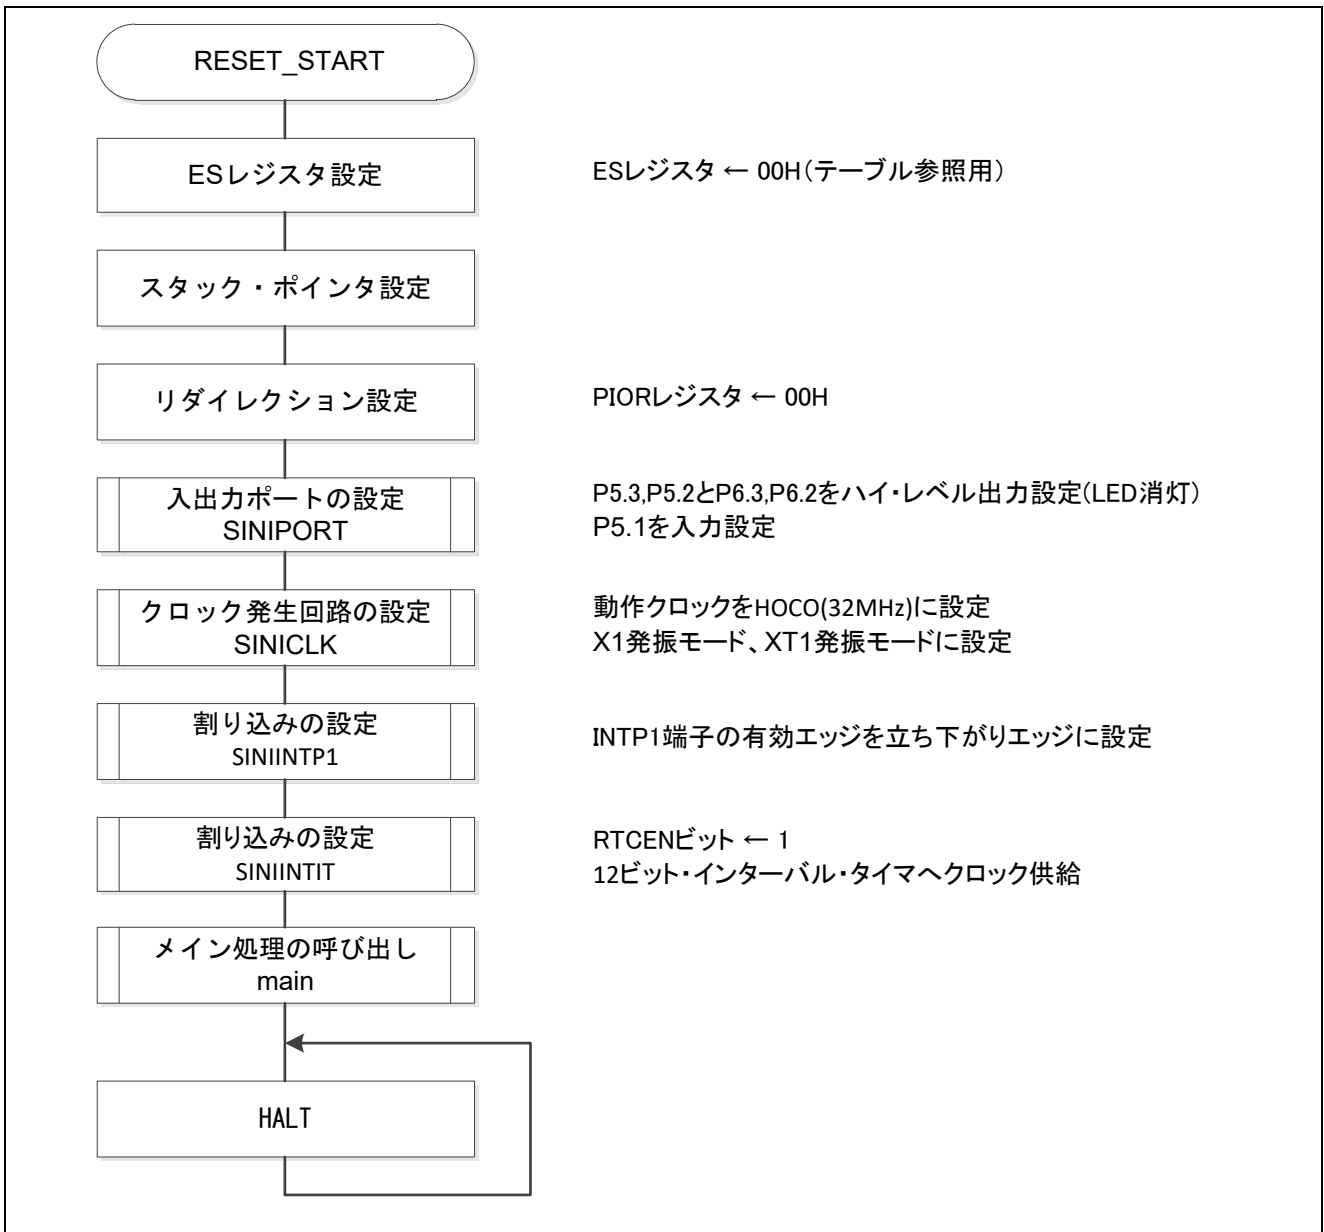 RESET_START
ESレジスタ設定
ESレジスタ ← 00H(テーブル参照用)
スタック・ポインタ設定
リダイレクション設定
PIORレジスタ ← 00H
入出力ポートの設定
SINIPORT
P5.3,P5.2とP6.3,P6.2をハイ・レベル出力設定(LED消灯)
P5.1を入力設定
クロック発生回路の設定
SINICLK
動作クロックをHOCO(32MHz)に設定
X1発振モード、XT1発振モードに設定
割り込みの設定
SINIINTP1
INTP1端子の有効エッジを立ち下がりエッジに設定
割り込みの設定
SINIINTIT
RTCENビット ← 1
12ビット・インターバル・タイマへクロック供給
メイン処理の呼び出し
main
HALT